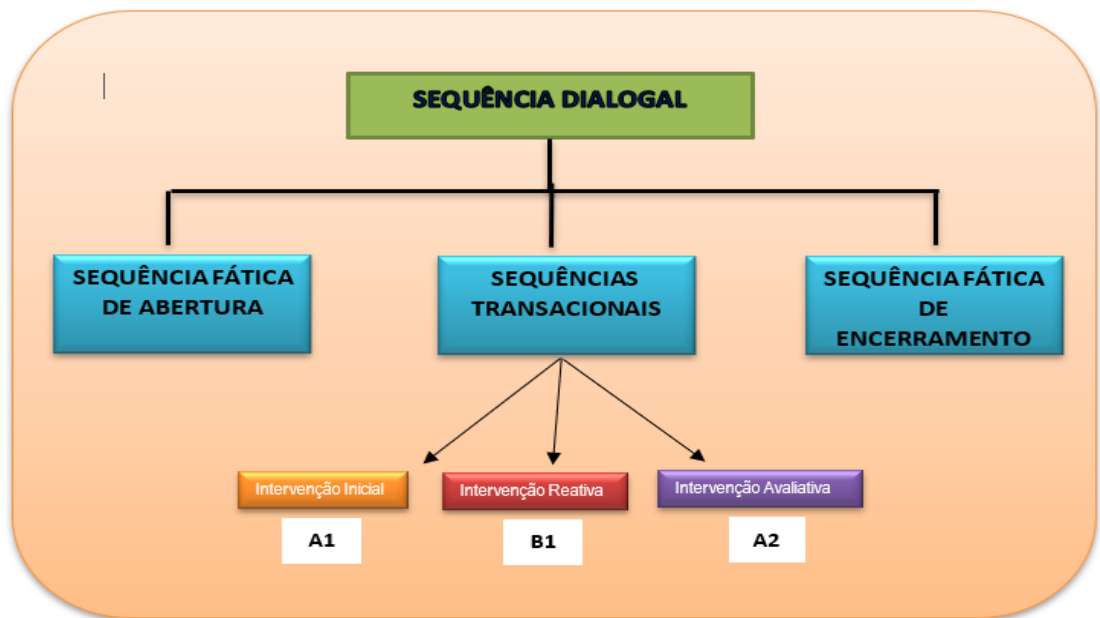 SEQUÊNCIA DIALOGAL
SEQUÊNCIA FÁTICA
DE ABERTURA
SEQUÊNCIAS
TRANSACIONAIS
SEQUÊNCIA FÁTICA
DE
ENCERRAMENTO
Intervenção Inicial
Intervenção Reativa
Intervenção Avaliativa
A1
B1
A2